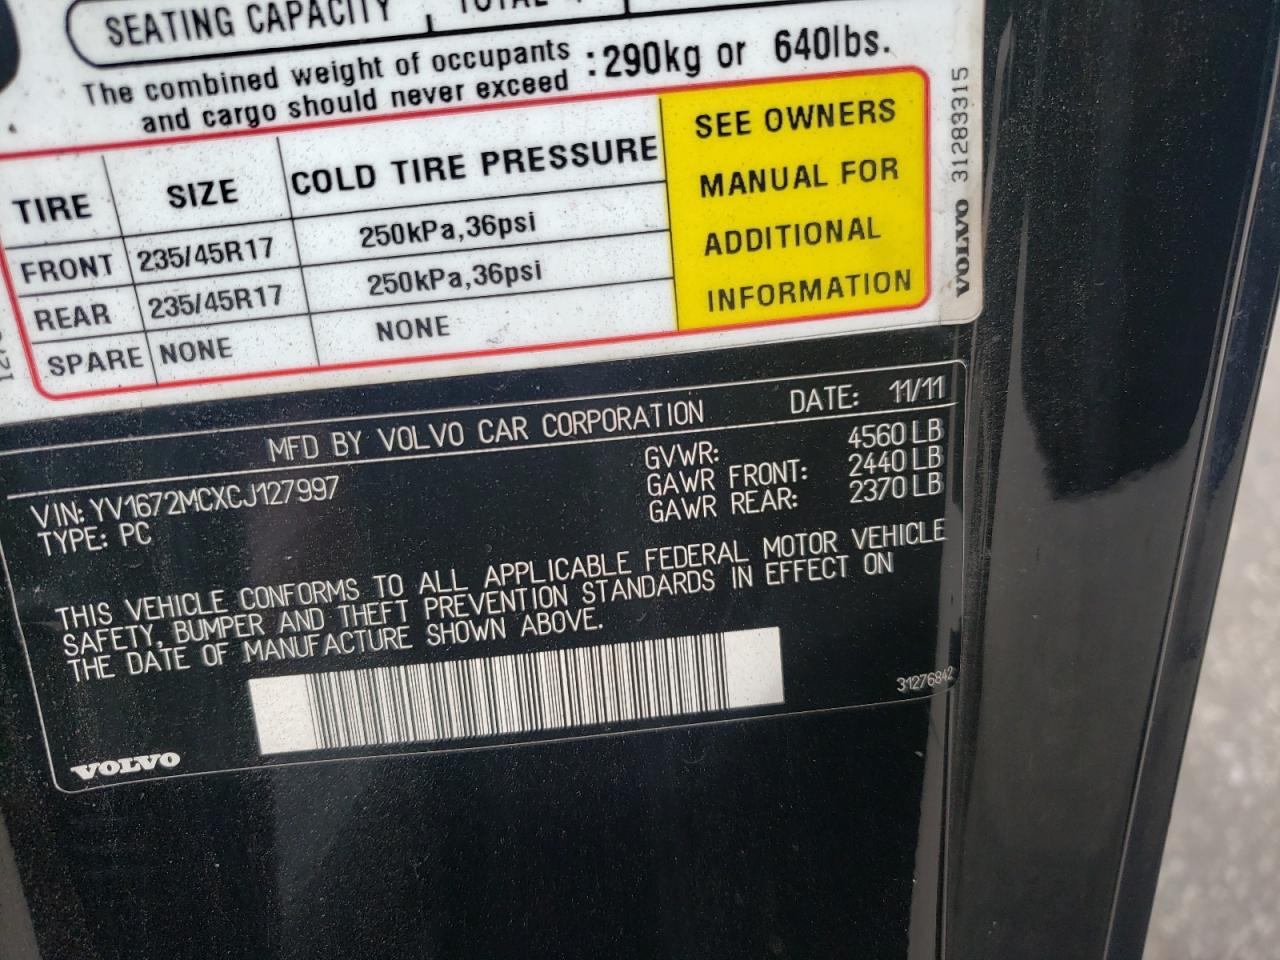 SEATING CAPACITY TOTAL
The combined weight of occupants and cargo should never exceed :290kg or 640lbs.
TIRE SIZE COLD TIRE PRESSURE
FRONT 235/45R17 250kPa,36psi
REAR 235/45R17 250kPa,36psi
SPARE NONE NONE
SEE OWNERS
MANUAL FOR
ADDITIONAL
INFORMATION
VOLVO 31283315
MFD BY VOLVO CAR CORPORATION DATE: 11/11
VIN: YV1672MCXCJ127997
TYPE: PC
GVWR: 4560 LB
GAWR FRONT: 2440 LB
GAWR REAR: 2370 LB
THIS VEHICLE CONFORMS TO ALL APPLICABLE FEDERAL MOTOR VEHICLE
SAFETY, BUMPER AND THEFT PREVENTION STANDARDS IN EFFECT ON
THE DATE OF MANUFACTURE SHOWN ABOVE.
31276842
VOLVO